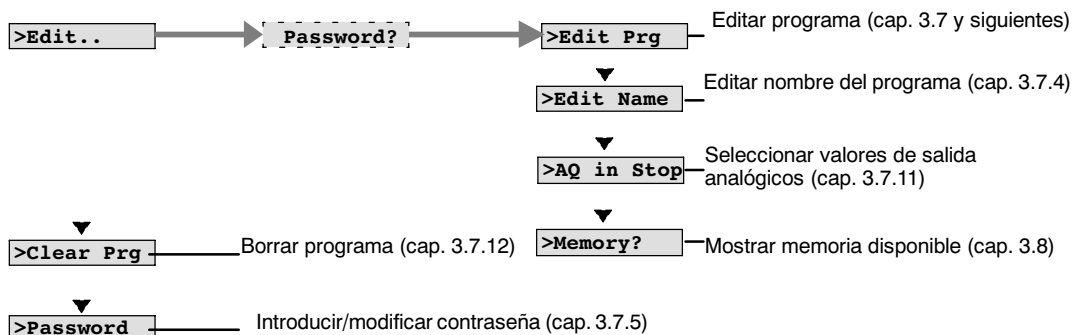 >Edit..
Password?
>Edit Prg
Editar programa (cap. 3.7 y siguientes)
>Edit Name
Editar nombre del programa (cap. 3.7.4)
>AQ in Stop
Seleccionar valores de salida
analógicos (cap. 3.7.11)
>Clear Prg
Borrar programa (cap. 3.7.12)
>Memory?
Mostrar memoria disponible (cap. 3.8)
>Password
Introducir/modificar contraseña (cap. 3.7.5)